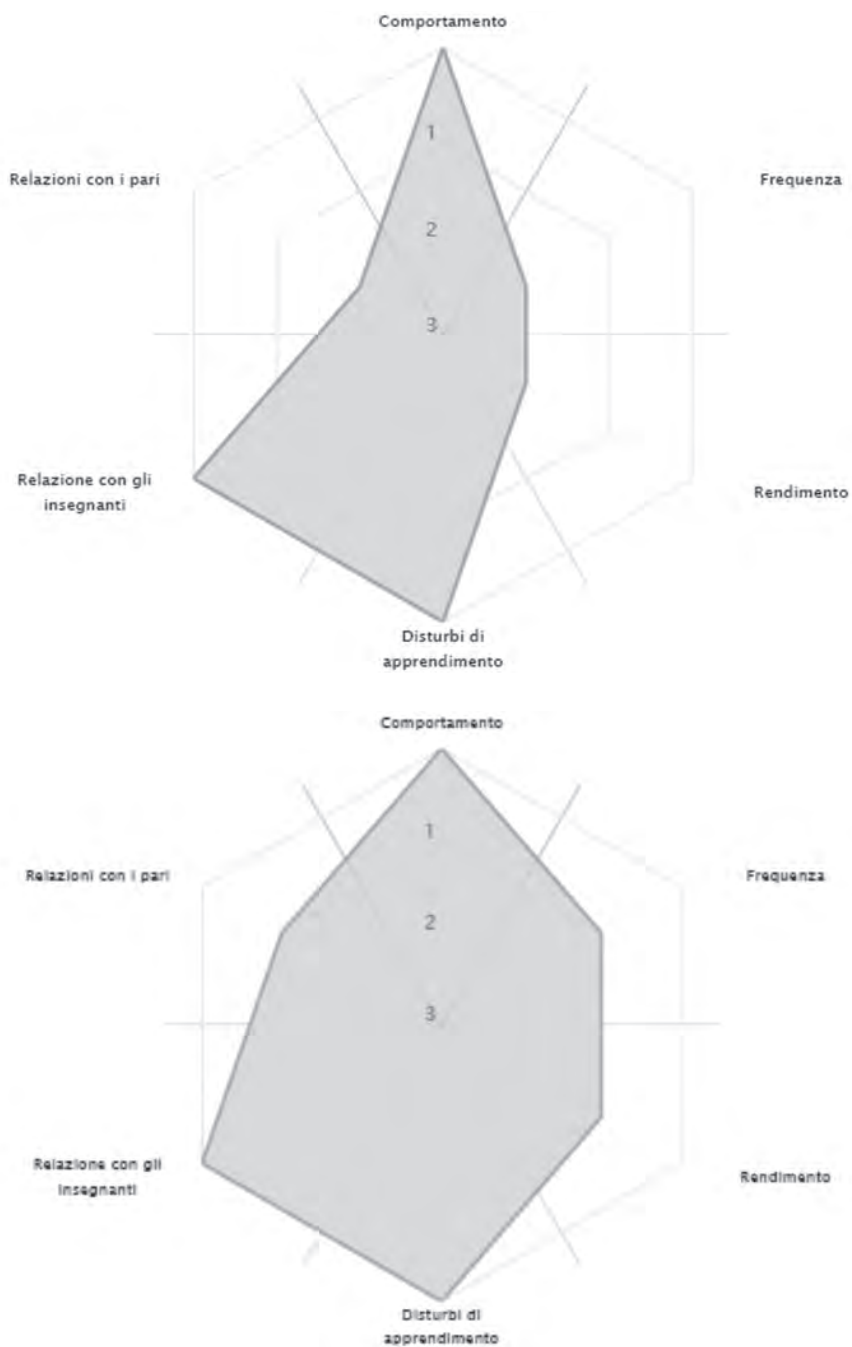 Comportamento
1
Relazioni con i pari
Frequenza
2
3
Relazione con gli
insegnanti
Rendimento
Disturbi di
apprendimento
Comportamento
1
Relazioni con i pari
Frequenza
2
3
Relazione con gli
insegnanti
Rendimento
Disturbi di
apprendimento